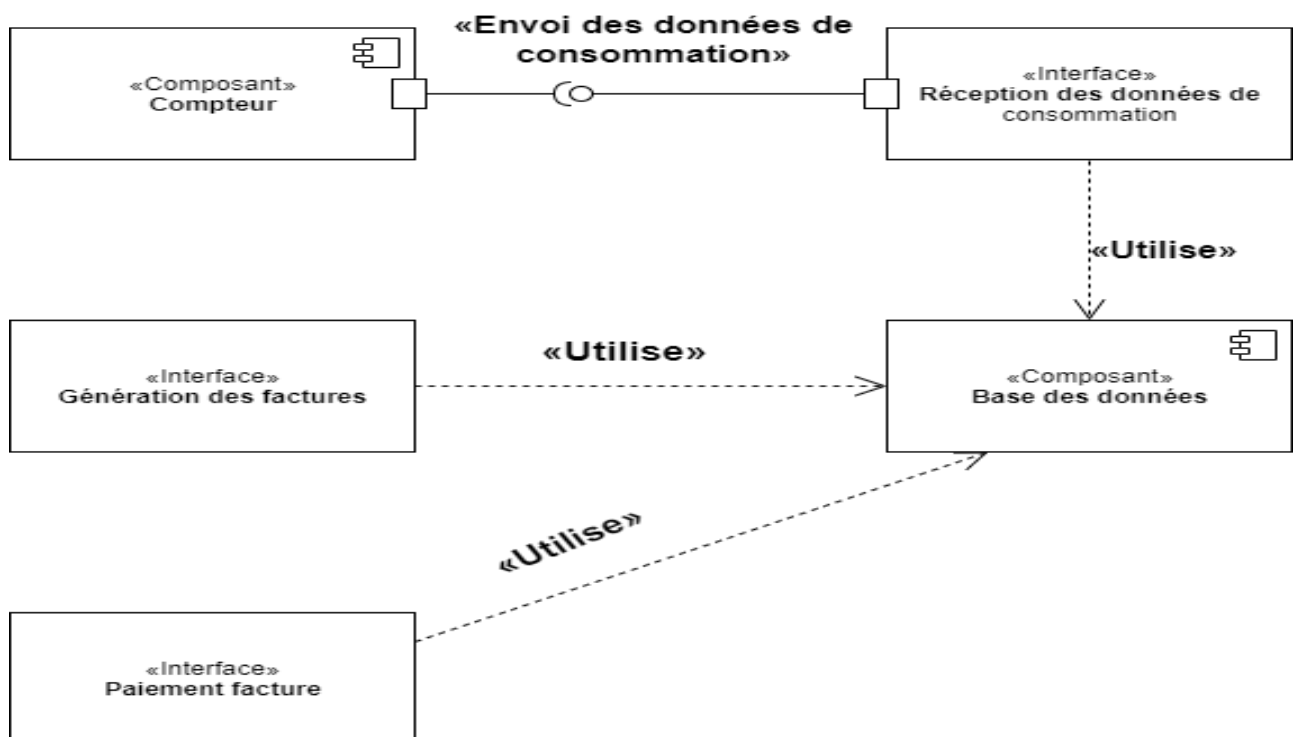 «Envoi des données de
consommation»
«Composant»
Compteur
«Interface»
Réception des données de
consommation
«Utilise»
«Interface»
Génération des factures
«Utilise»
«Composant»
Base des données
«Utilise»
«Interface»
Paiement facture